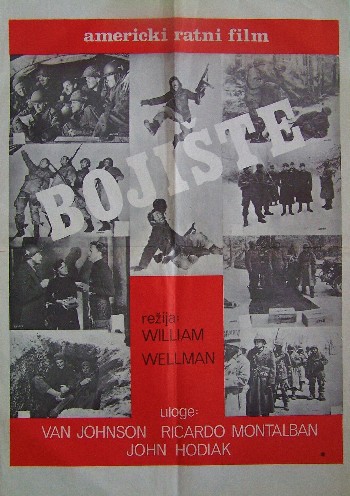 americki ratni film
BOJISTE
režija:
WILLIAM
WELLMAN
uloge:
VAN JOHNSON RICARDO MONTALBAN
JOHN HODIAK